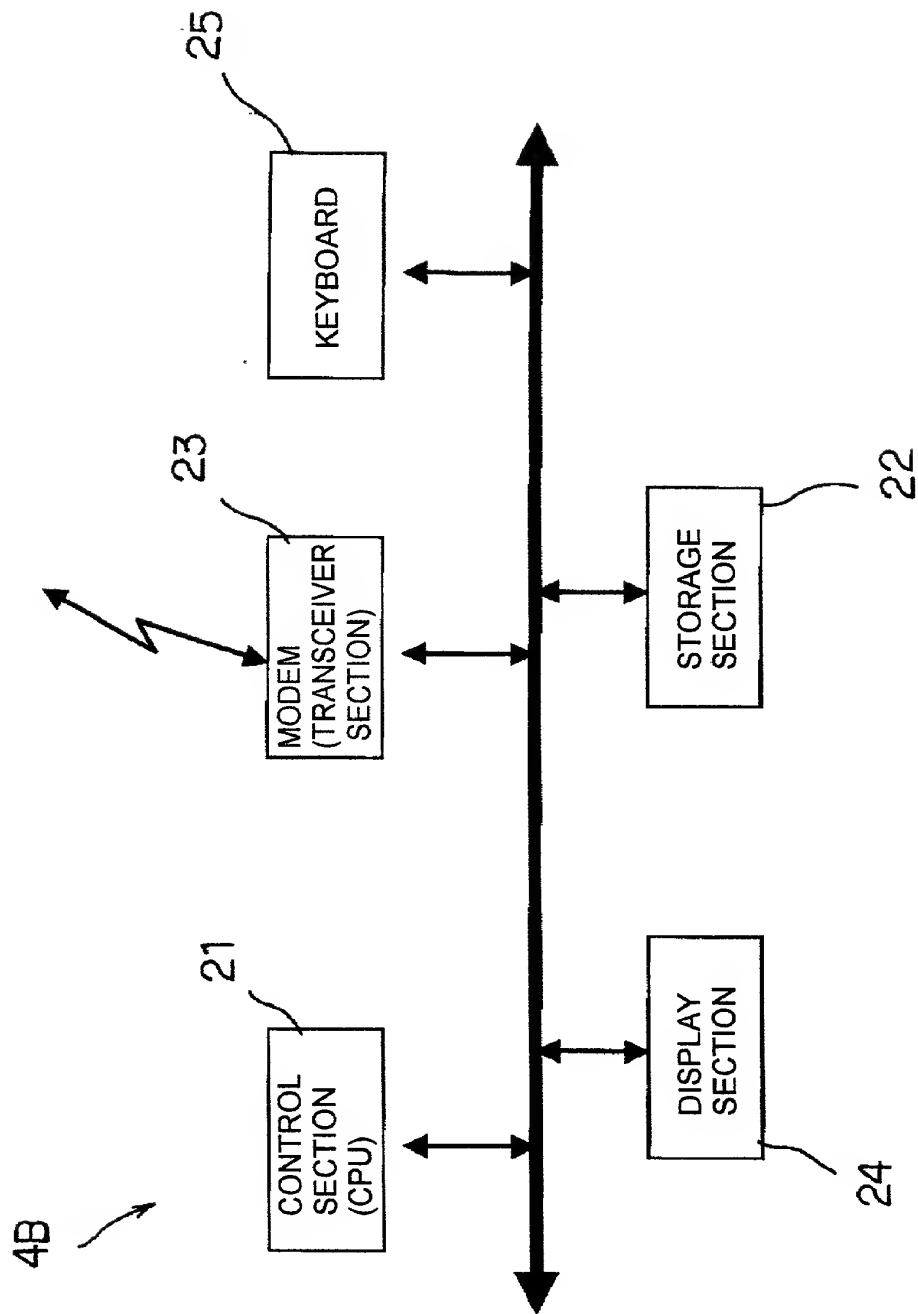 4B
21
CONTROL
SECTION
(CPU)
23
MODEM
(TRANSCEIVER
SECTION)
25
KEYBOARD
DISPLAY
SECTION
24
STORAGE
SECTION
22